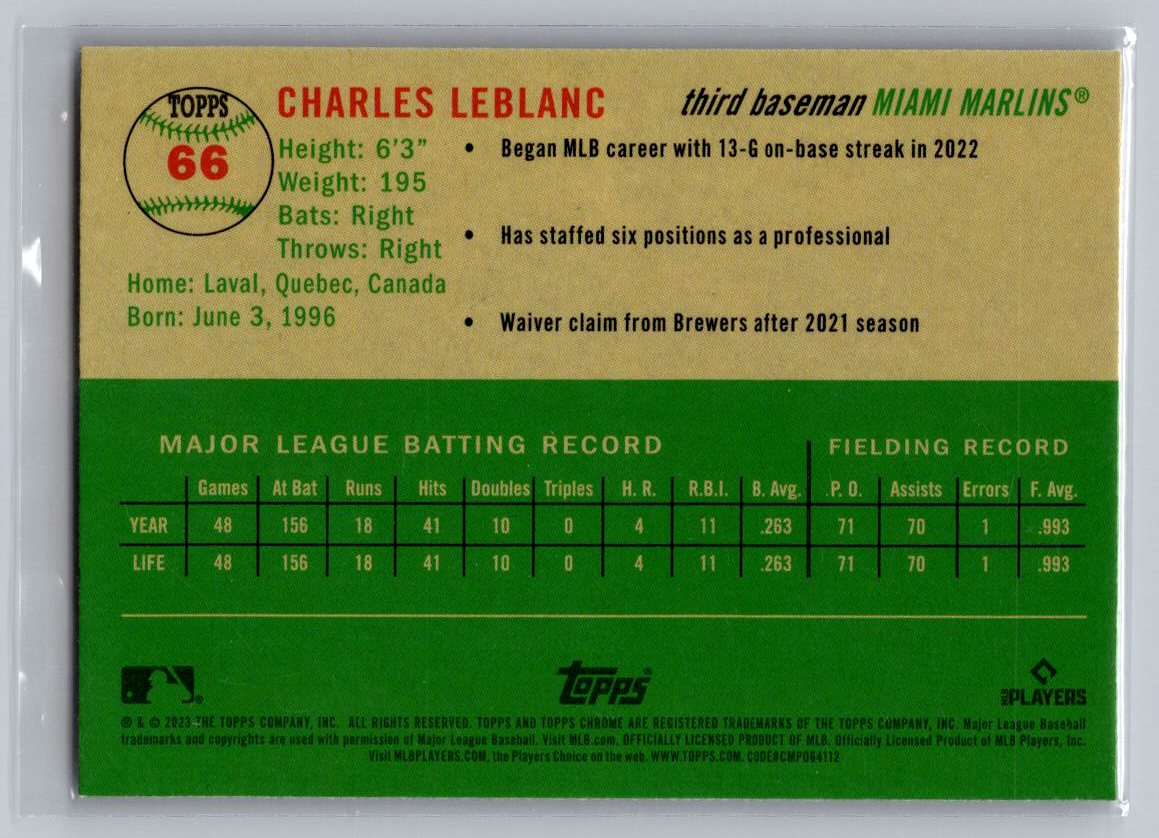 TOPPS
66
CHARLES LEBLANC
third baseman MIAMI MARLINS®
Height: 6'3"
Weight: 195
Bats: Right
Throws: Right
Home: Laval, Quebec, Canada
Born: June 3, 1996
• Began MLB career with 13-G on-base streak in 2022
• Has staffed six positions as a professional
• Waiver claim from Brewers after 2021 season
MAJOR LEAGUE BATTING RECORD FIELDING RECORD
Games At Bat Runs Hits Doubles Triples H. R. R.B.I. B. Avg. P. O. Assists Errors F. Avg.
YEAR 48 156 18 41 10 0 4 11 .263 71 70 1 .993
LIFE 48 156 18 41 10 0 4 11 .263 71 70 1 .993
topps®
MLB PLAYERS
® & © 2023 THE TOPPS COMPANY, INC. ALL RIGHTS RESERVED. TOPPS AND TOPPS CHROME ARE REGISTERED TRADEMARKS OF THE TOPPS COMPANY, INC. Major League Baseball
trademarks and copyrights are used with permission of Major League Baseball. Visit MLB.com. OFFICIALLY LICENSED PRODUCT OF MLB. Officially Licensed Product of MLB Players, Inc.
Visit MLBPLAYERS.COM, the Players Choice on the web. WWW.TOPPS.COM. CODE#CMP064112